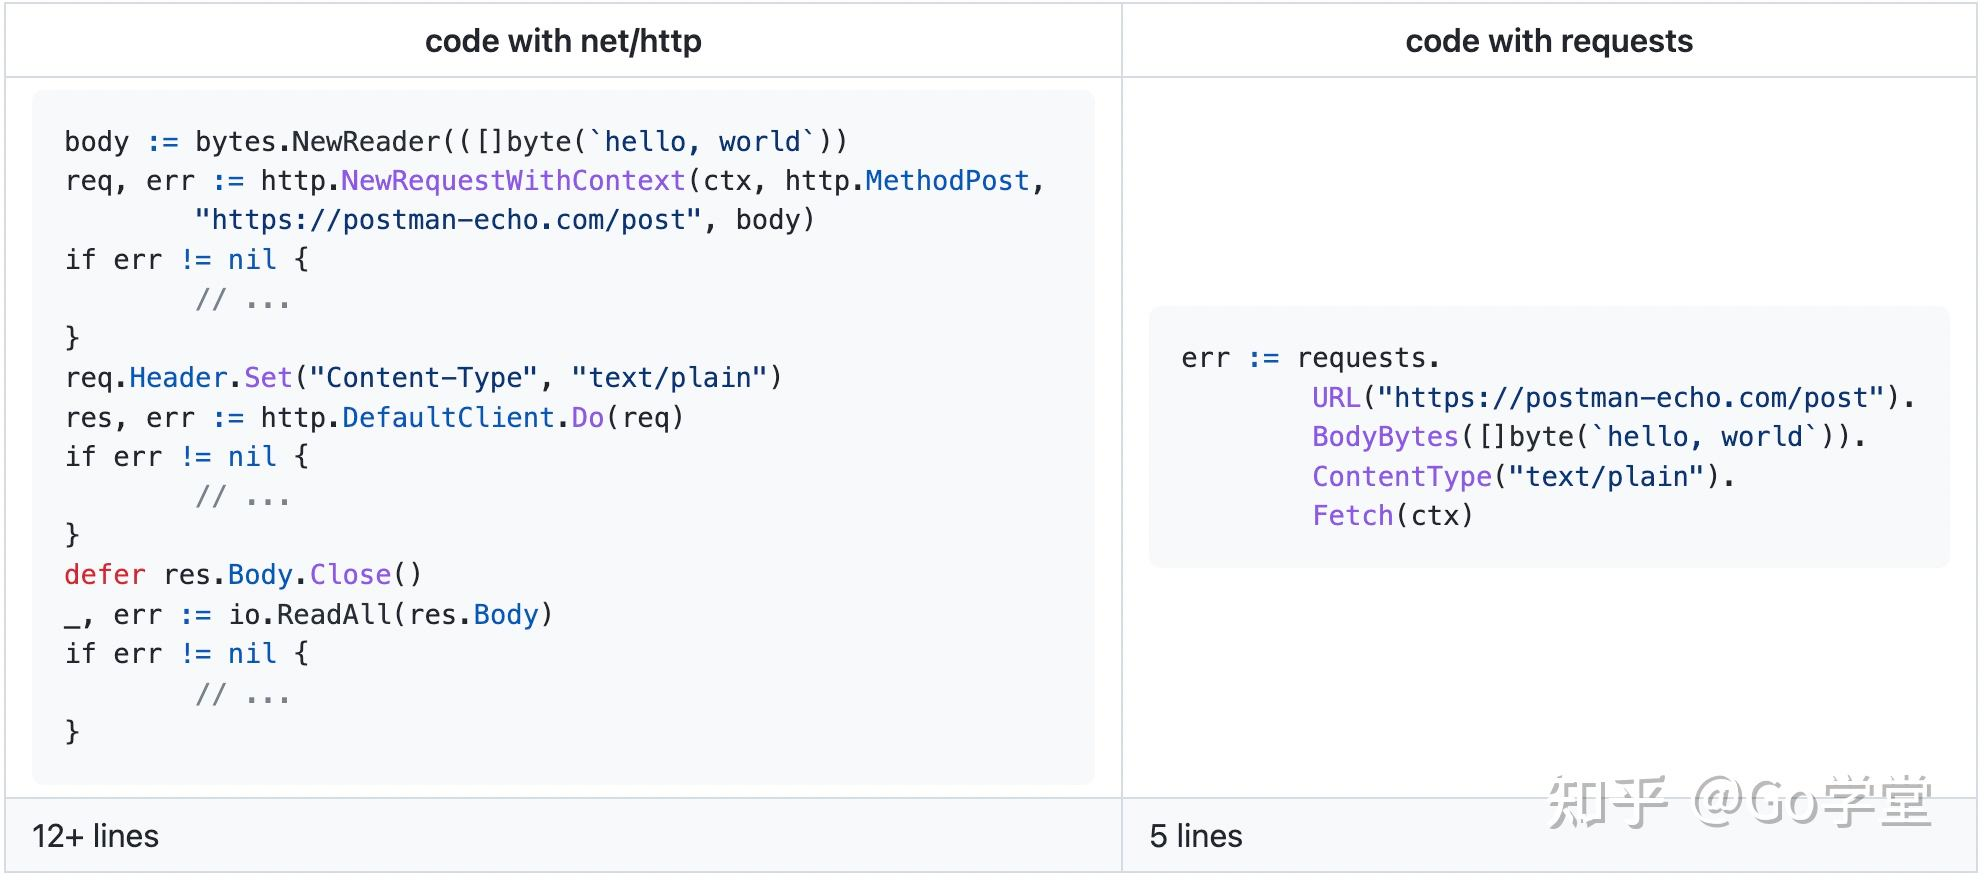 code with net/http
code with requests
body := bytes.NewReader(([]byte(`hello, world`))
req, err := http.NewRequestWithContext(ctx, http.MethodPost,
        "https://postman-echo.com/post", body)
if err != nil {
        // ...
}
req.Header.Set("Content-Type", "text/plain")
res, err := http.DefaultClient.Do(req)
if err != nil {
        // ...
}
defer res.Body.Close()
_, err := io.ReadAll(res.Body)
if err != nil {
        // ...
}
err := requests.
        URL("https://postman-echo.com/post").
        BodyBytes([]byte(`hello, world`)).
        ContentType("text/plain").
        Fetch(ctx)
12+ lines
5 lines
知乎 @Go学堂